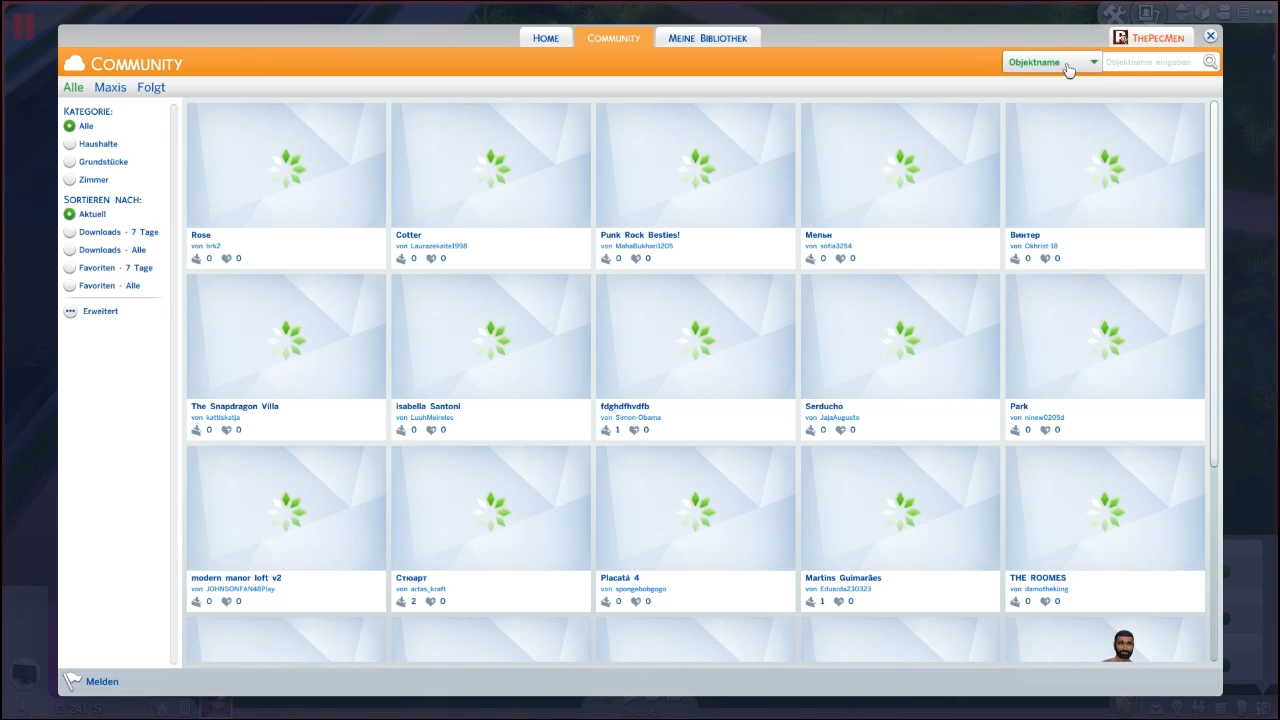 Home
Community
Meine Bibliothek
ThePecMen
Community
Objektname
Objektname eingeben
Alle
Maxis
Folgt
Kategorie:
Alle
Haushalte
Grundstücke
Zimmer
Sortieren nach:
Aktuell
Downloads - 7 Tage
Downloads - Alle
Favoriten - 7 Tage
Favoriten - Alle
Erweitert
Rose
von hrk2
0 0
Cotter
von Laurazekaite1998
0 0
Punk Rock Besties!
von MahaBukhari1205
0 0
Мельн
von sofia3254
0 0
Винтер
von Okhrist-18
0 0
The Snapdragon Villa
von kattiskatja
0 0
isabella Santoni
von LuuhMeireles
0 0
fdghdfhvdfb
von Simon-Obama
1 0
Serducho
von JajaAugusto
0 0
Park
von ninew0205d
0 0
modern manor loft v2
von JOHNSONFAN48Play
0 0
Стюарт
von artas_kraft
2 0
Placatá 4
von spongebobgogo
0 0
Martins Guimarães
von Eduarda230323
1 0
THE ROOMES
von damotheking
0 0
Melden